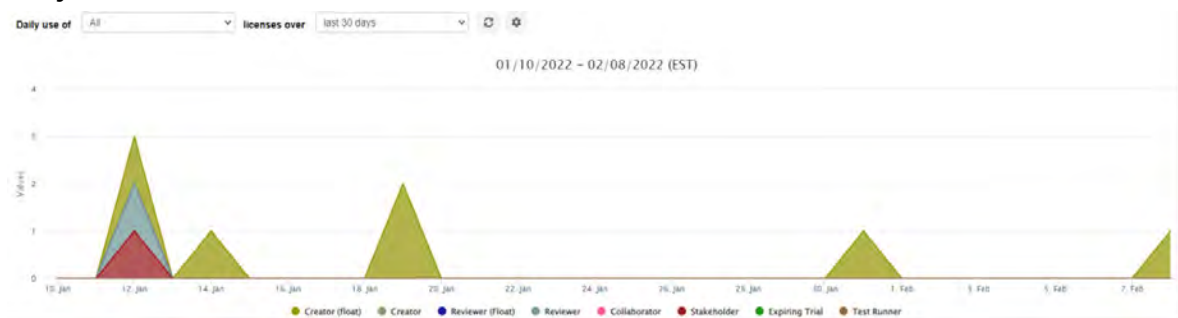 Daily use of All licenses over last 30 days
01/10/2022 - 02/08/2022 (EST)
4
3
2
1
0
Values
10. Jan 12. Jan 14. Jan 16. Jan 18. Jan 20. Jan 22. Jan 24. Jan 26. Jan 28. Jan 30. Jan 1. Feb 3. Feb 5. Feb 7. Feb
Creator (float) Creator Reviewer (Float) Reviewer Collaborator Stakeholder Expiring Trial Test Runner